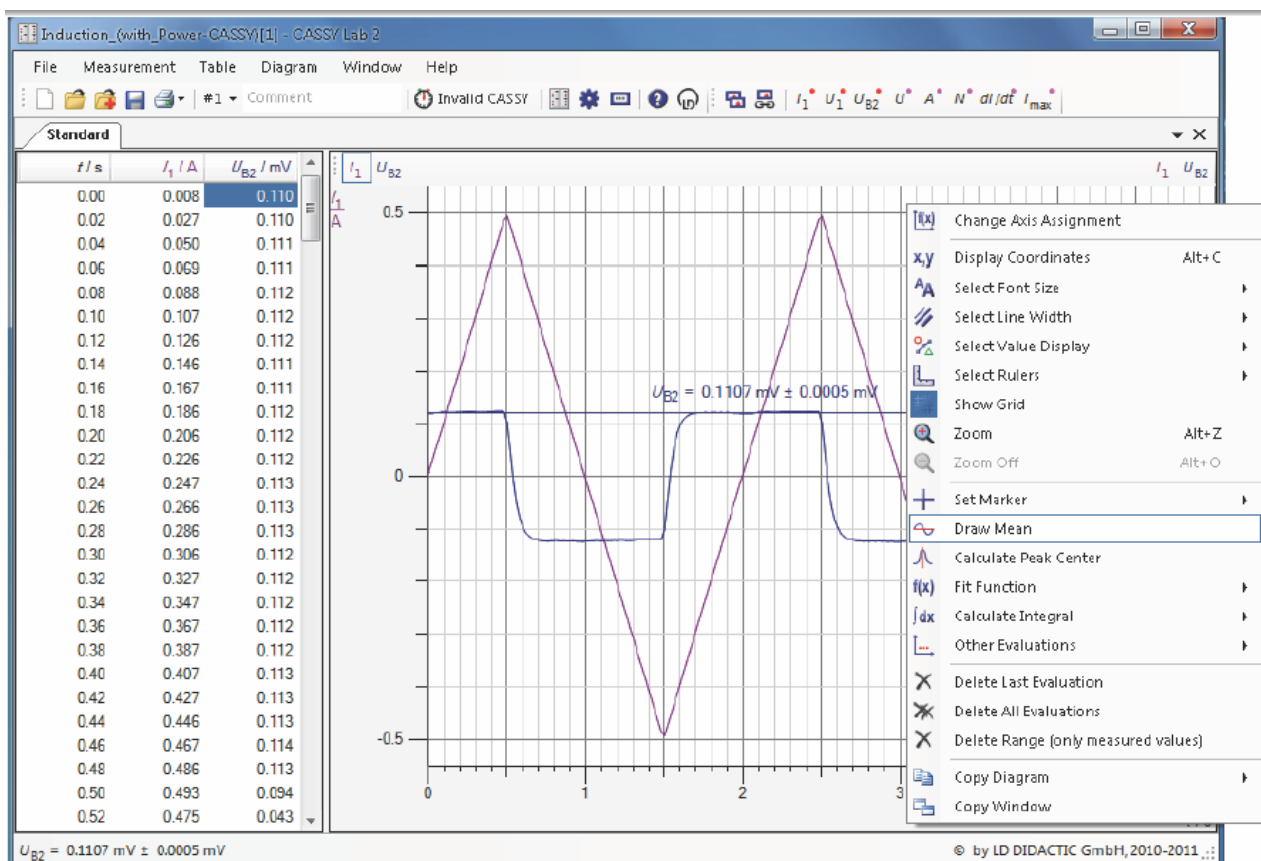 Induction_(with_Power-CASSY)[1] - CASSY Lab 2
File Measurement Table Diagram Window Help
#1 Comment Invalid CASSY I1 U1 UB2 U A N dI/dt Imax
Standard
t / s I1 / A UB2 / mV
0.00 0.008 0.110
0.02 0.027 0.110
0.04 0.050 0.111
0.06 0.069 0.111
0.08 0.088 0.112
0.10 0.107 0.112
0.12 0.126 0.112
0.14 0.146 0.111
0.16 0.167 0.111
0.18 0.186 0.112
0.20 0.206 0.112
0.22 0.226 0.112
0.24 0.247 0.113
0.26 0.266 0.113
0.28 0.286 0.113
0.30 0.306 0.112
0.32 0.327 0.112
0.34 0.347 0.112
0.36 0.367 0.112
0.38 0.387 0.112
0.40 0.407 0.113
0.42 0.427 0.113
0.44 0.446 0.113
0.46 0.467 0.114
0.48 0.486 0.113
0.50 0.493 0.094
0.52 0.475 0.043
I1 UB2 I1 UB2
I1
A
0.5
UB2 = 0.1107 mV ± 0.0005 mV
0
-0.5
0 1 2 3
f(x) Change Axis Assignment
x,y Display Coordinates Alt+C
AA Select Font Size
Select Line Width
Select Value Display
Select Rulers
Show Grid
Zoom Alt+Z
Zoom Off Alt+O
Set Marker
Draw Mean
Calculate Peak Center
f(x) Fit Function
∫dx Calculate Integral
Other Evaluations
Delete Last Evaluation
Delete All Evaluations
Delete Range (only measured values)
Copy Diagram
Copy Window
UB2 = 0.1107 mV ± 0.0005 mV © by LD DIDACTIC GmbH, 2010-2011